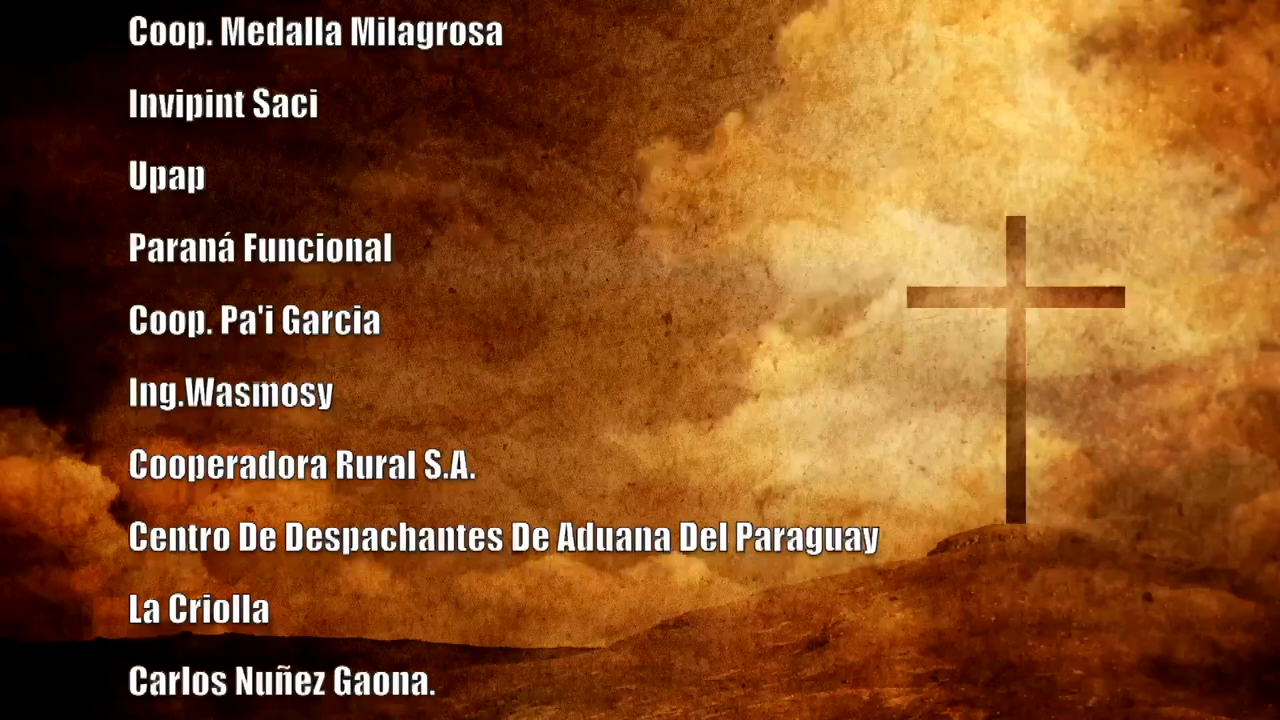 Coop. Medalla Milagrosa
Invipint Saci
Upap
Paraná Funcional
Coop. Pa'i Garcia
Ing.Wasmosy
Cooperadora Rural S.A.
Centro De Despachantes De Aduana Del Paraguay
La Criolla
Carlos Nuñez Gaona.